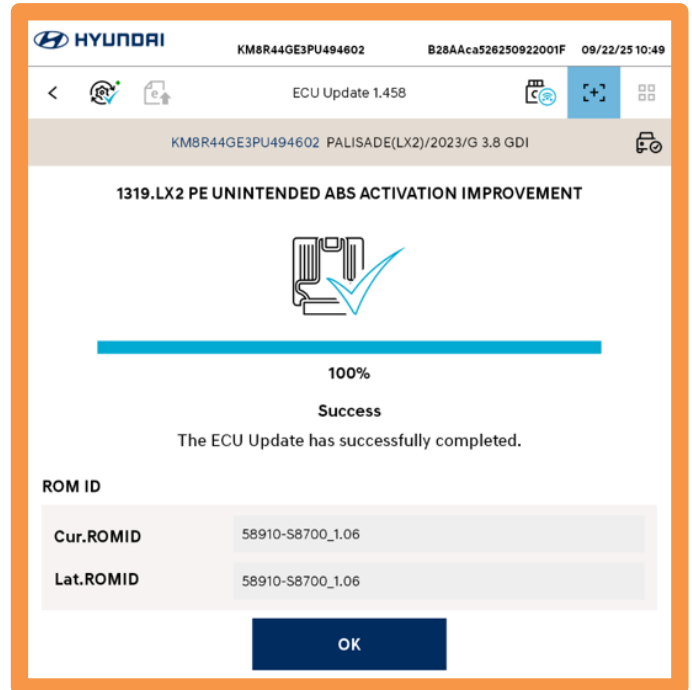 HYUNDAI KM8R44GE3PU494602 B28AAca526250922001F 09/22/25 10:49
ECU Update 1.458
KM8R44GE3PU494602 PALISADE(LX2)/2023/G 3.8 GDI
1319.LX2 PE UNINTENDED ABS ACTIVATION IMPROVEMENT
100%
Success
The ECU Update has successfully completed.
ROM ID
Cur.ROMID 58910-S8700_1.06
Lat.ROMID 58910-S8700_1.06
OK